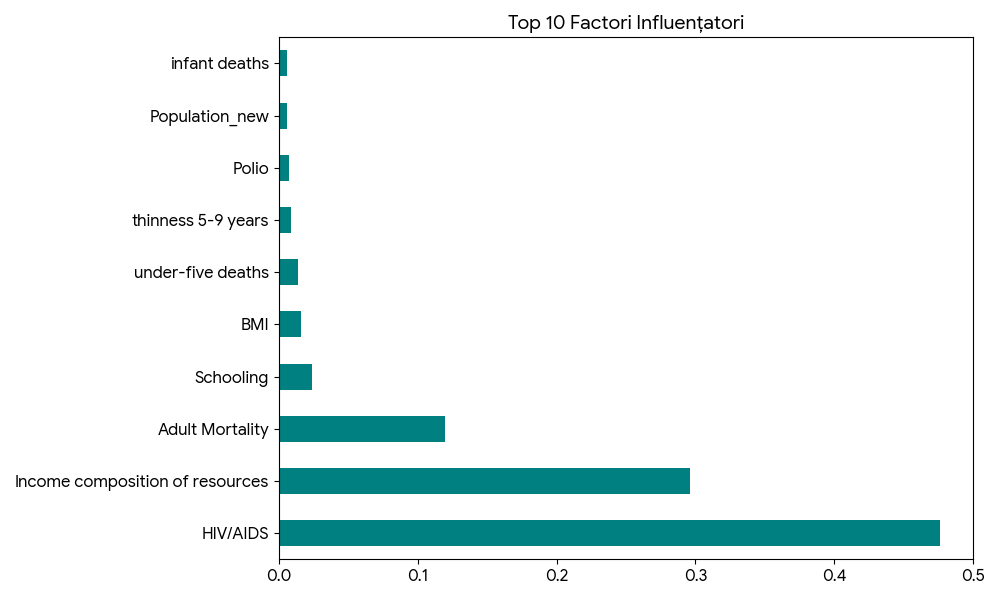 Top 10 Factori Influențatori
infant deaths
Population_new
Polio
thinness 5-9 years
under-five deaths
BMI
Schooling
Adult Mortality
Income composition of resources
HIV/AIDS
0.0 0.1 0.2 0.3 0.4 0.5